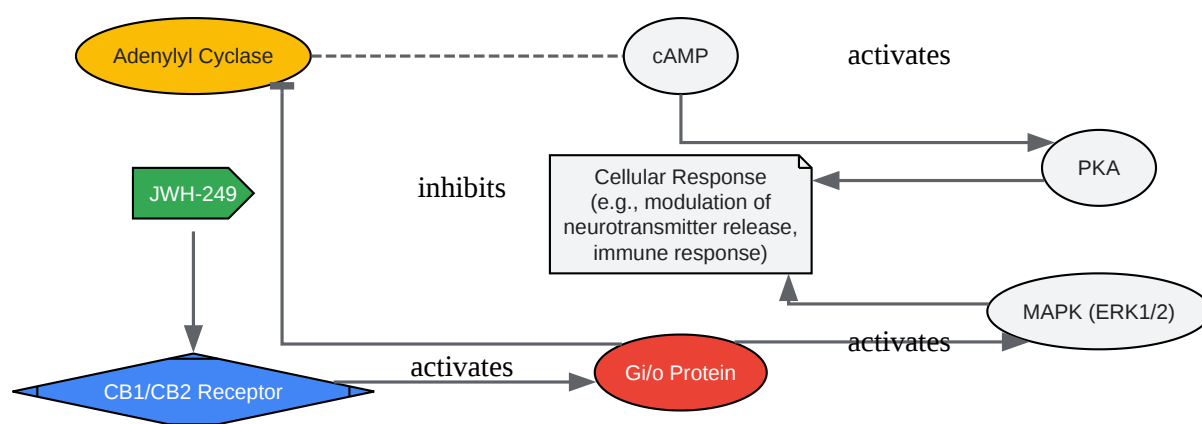 Adenylyl Cyclase
cAMP
activates
PKA
JWH-249
inhibits
Cellular Response
(e.g., modulation of
neurotransmitter release,
immune response)
MAPK (ERK1/2)
activates
activates
Gi/o Protein
CB1/CB2 Receptor